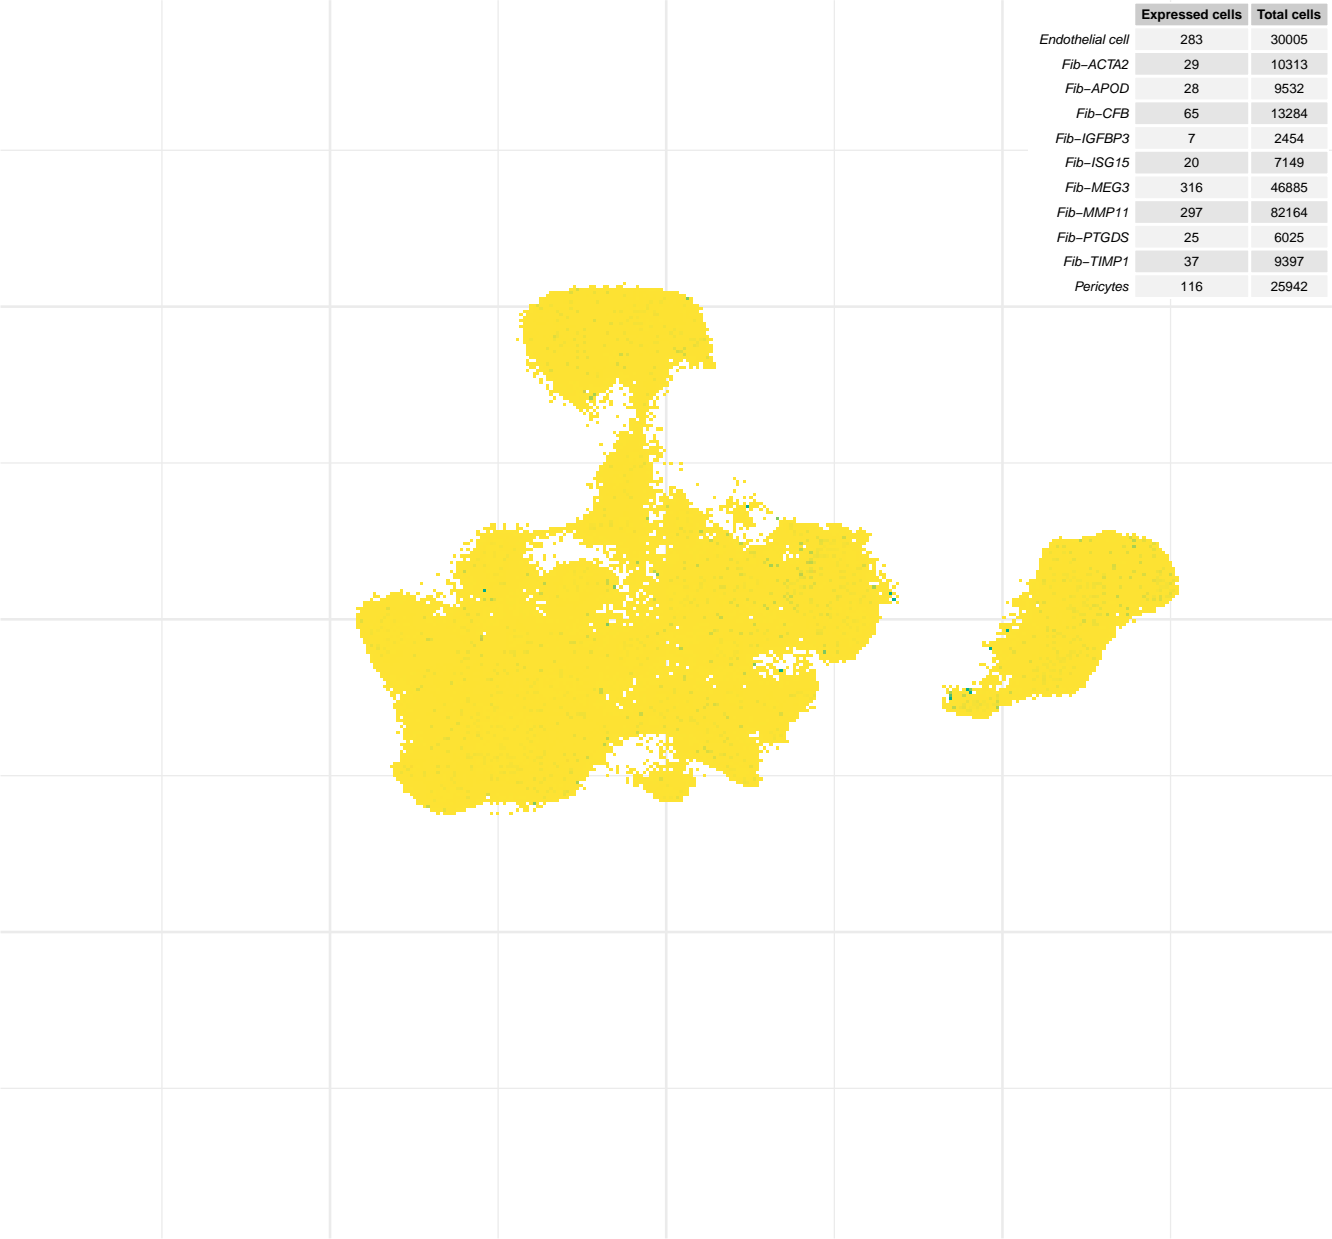 Expressed cells Total cells
Endothelial cell 283 30005
Fib−ACTA2 29 10313
Fib−APOD 28 9532
Fib−CFB 65 13284
Fib−IGFBP3 7 2454
Fib−ISG15 20 7149
Fib−MEG3 316 46885
Fib−MMP11 297 82164
Fib−PTGDS 25 6025
Fib−TIMP1 37 9397
Pericytes 116 25942